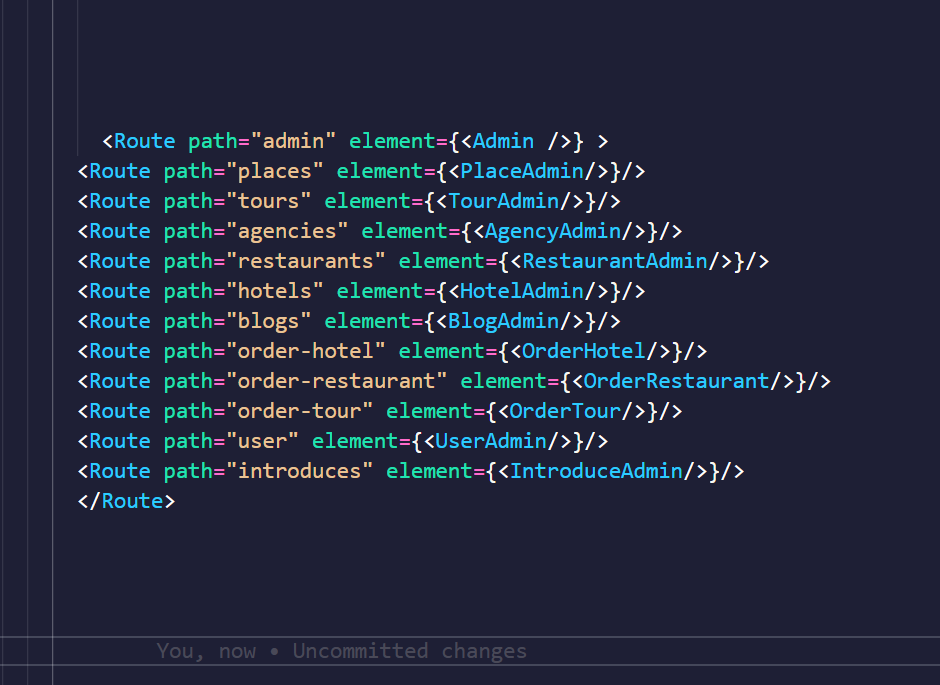 <Route path="admin" element={<Admin />} >
<Route path="places" element={<PlaceAdmin/>}/>
<Route path="tours" element={<TourAdmin/>}/>
<Route path="agencies" element={<AgencyAdmin/>}/>
<Route path="restaurants" element={<RestaurantAdmin/>}/>
<Route path="hotels" element={<HotelAdmin/>}/>
<Route path="blogs" element={<BlogAdmin/>}/>
<Route path="order-hotel" element={<OrderHotel/>}/>
<Route path="order-restaurant" element={<OrderRestaurant/>}/>
<Route path="order-tour" element={<OrderTour/>}/>
<Route path="user" element={<UserAdmin/>}/>
<Route path="introduces" element={<IntroduceAdmin/>}/>
</Route>
You, now • Uncommitted changes